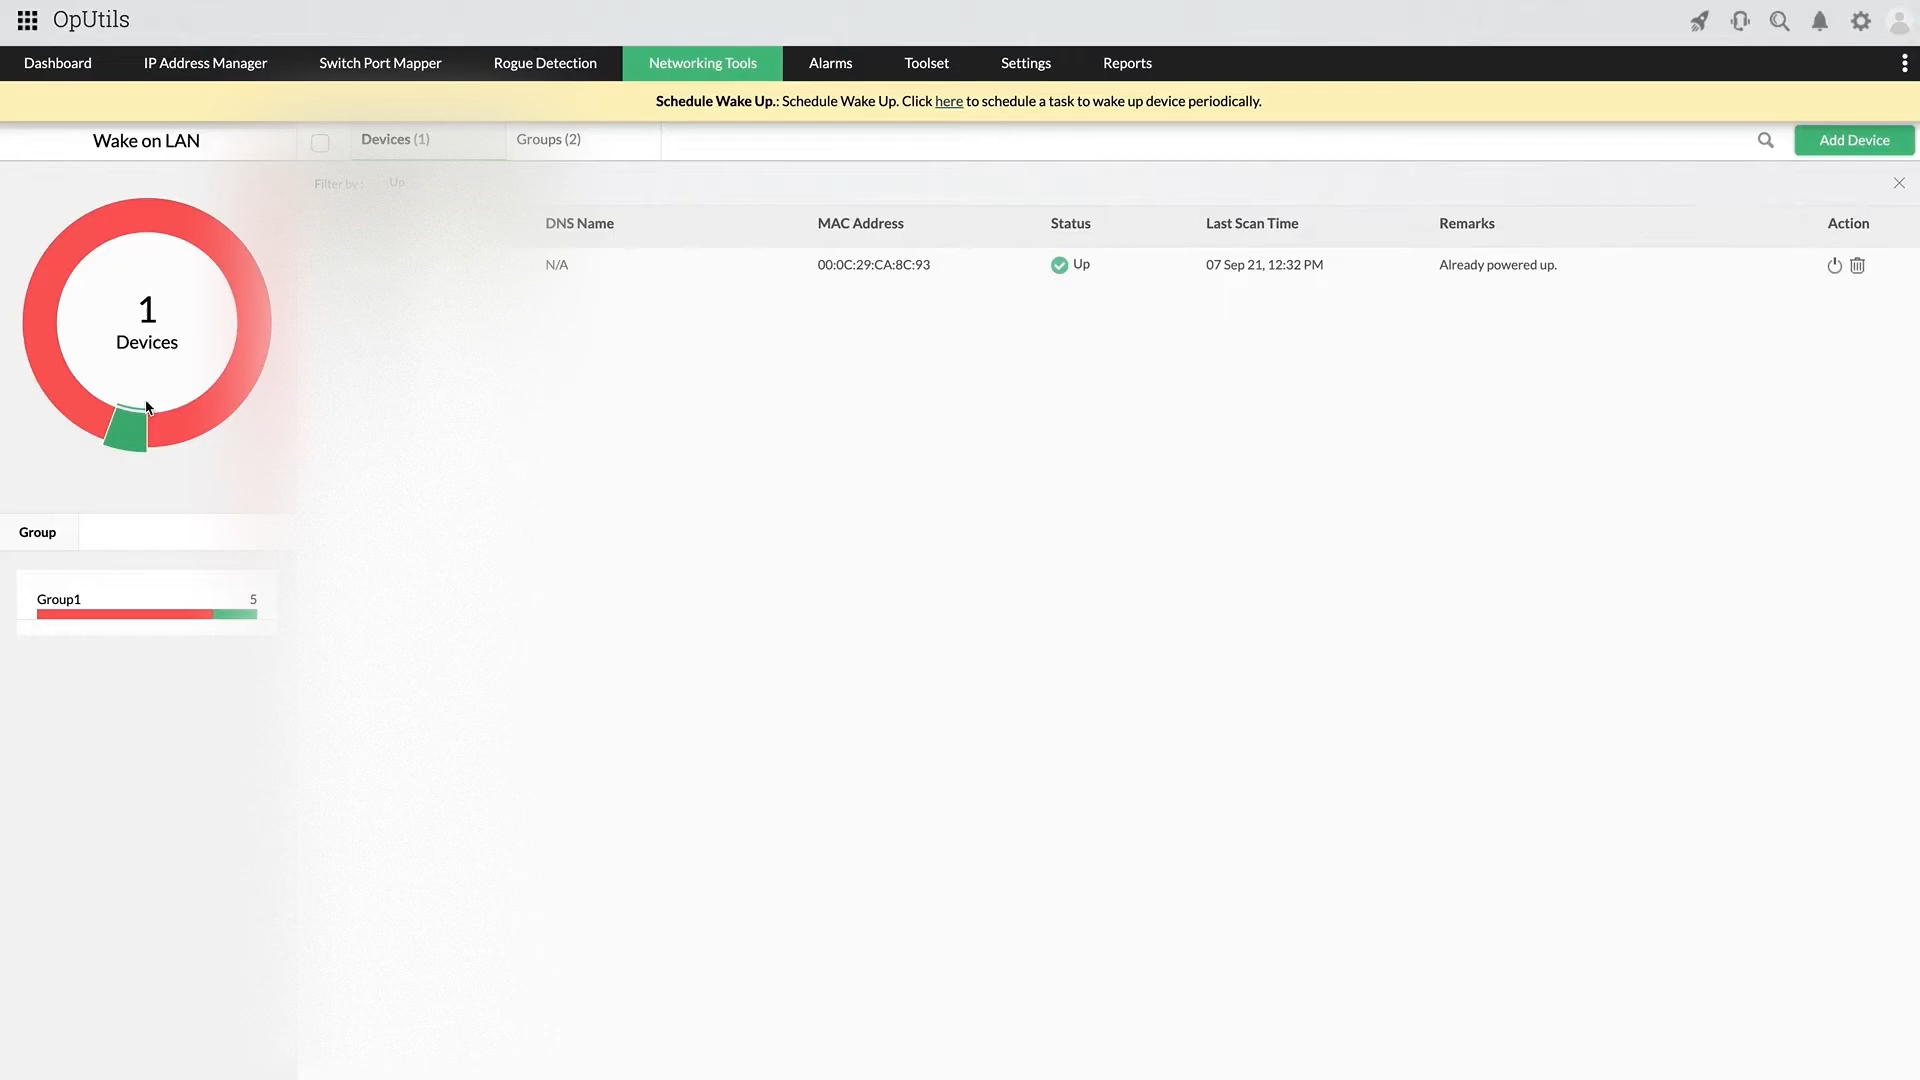 OpUtils
Dashboard IP Address Manager Switch Port Mapper Rogue Detection Networking Tools Alarms Toolset Settings Reports
Schedule Wake Up.: Schedule Wake Up. Click here to schedule a task to wake up device periodically.
Wake on LAN Devices (1) Groups (2) Add Device
Filter by : Up
DNS Name MAC Address Status Last Scan Time Remarks Action
N/A 00:0C:29:CA:8C:93 Up 07 Sep 21, 12:32 PM Already powered up.
1
Devices
Group
Group1 5